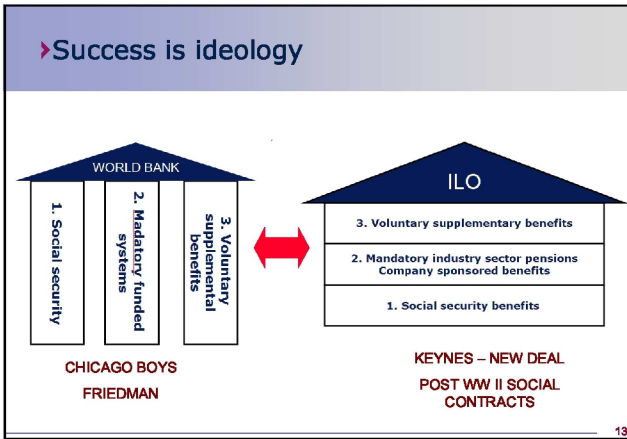 Success is ideology
WORLD BANK
1. Social security
2. Madatory funded
systems
3. Voluntary
supplemental
benefits
CHICAGO BOYS
FRIEDMAN
ILO
3. Voluntary supplementary benefits
2. Mandatory industry sector pensions
Company sponsored benefits
1. Social security benefits
KEYNES – NEW DEAL
POST WW II SOCIAL
CONTRACTS
13